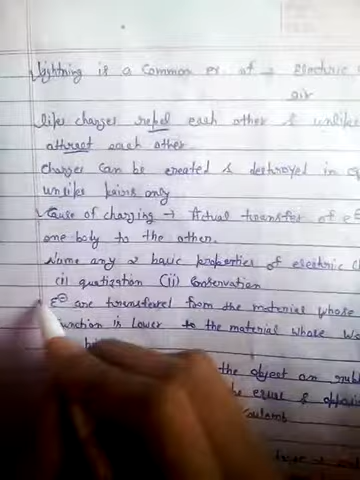 Lightning is a common ex. of → Electric
air
likes charges repel each other & unlike
attract each other
Charges can be created & destroyed in
unlike pairs only
Cause of charging → Actual transfer of e⊖
one body to the other.
Name any 2 basic properties of electric
(i) quatization (ii) Conservation
e⊖ are transferred from the material whose
function is lower to the material whose
the object on
be equal &
Coulomb